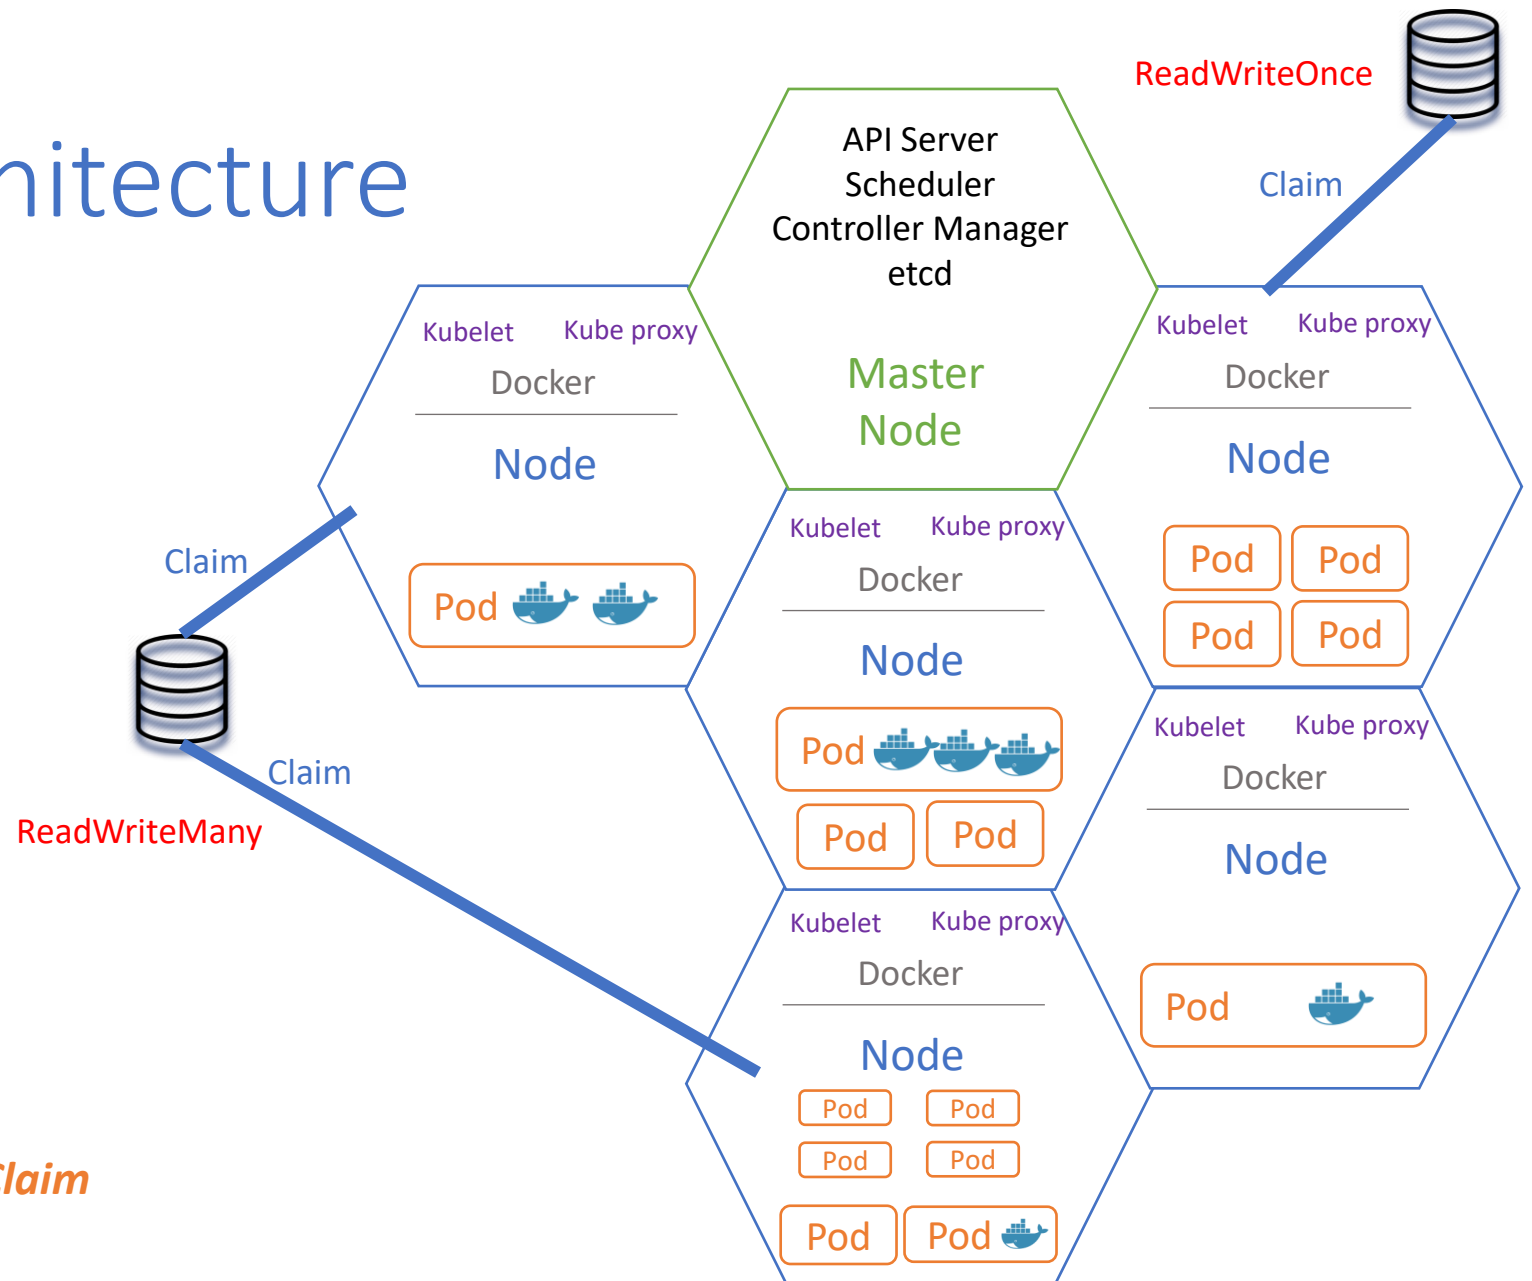 hitecture
ReadWriteOnce
Claim
API Server
Scheduler
Controller Manager
etcd
Master
Node
Kubelet Kube proxy
Docker
Node
Pod
Kubelet Kube proxy
Docker
Node
Pod Pod
Pod Pod
Claim
Claim
ReadWriteMany
Kubelet Kube proxy
Docker
Node
Pod
Pod Pod
Kubelet Kube proxy
Docker
Node
Pod
Kubelet Kube proxy
Docker
Node
Pod Pod
Pod Pod
Pod Pod
Claim